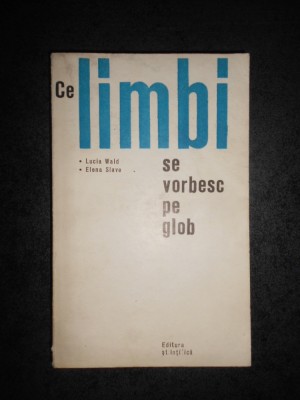 Ce limbi
• Lucia Wald
• Elena Slave
se
vorbesc
pe
glob
Editura
științifică